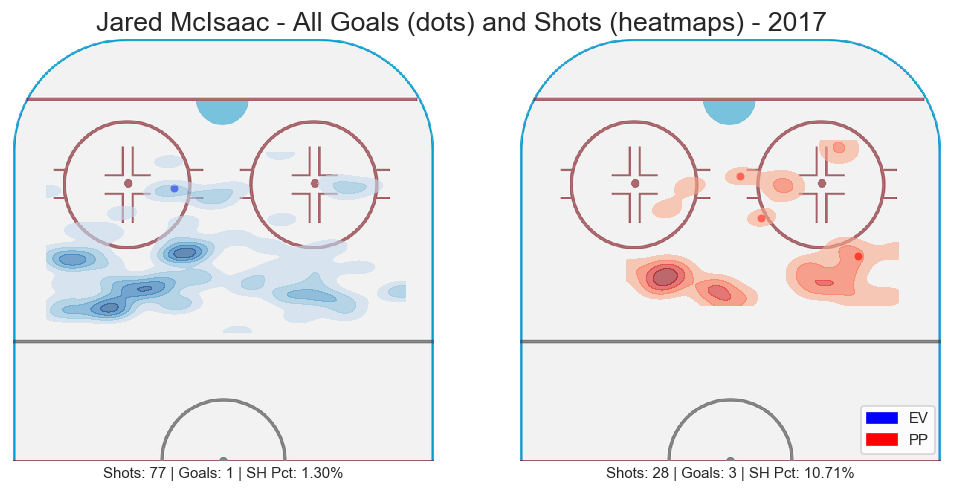 Jared McIsaac - All Goals (dots) and Shots (heatmaps) - 2017
EV
PP
Shots: 77 | Goals: 1 | SH Pct: 1.30%
Shots: 28 | Goals: 3 | SH Pct: 10.71%